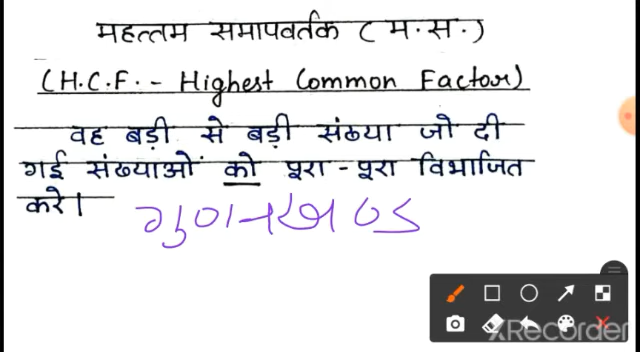 महत्तम समापवर्तक ( म. स. )
( H.C.F. - Highest Common Factor )
वह बड़ी से बड़ी संख्या जो दी
गई संख्याओं को पूरा - पूरा विभाजित
करे।
गुणनखण्ड
XRecorder